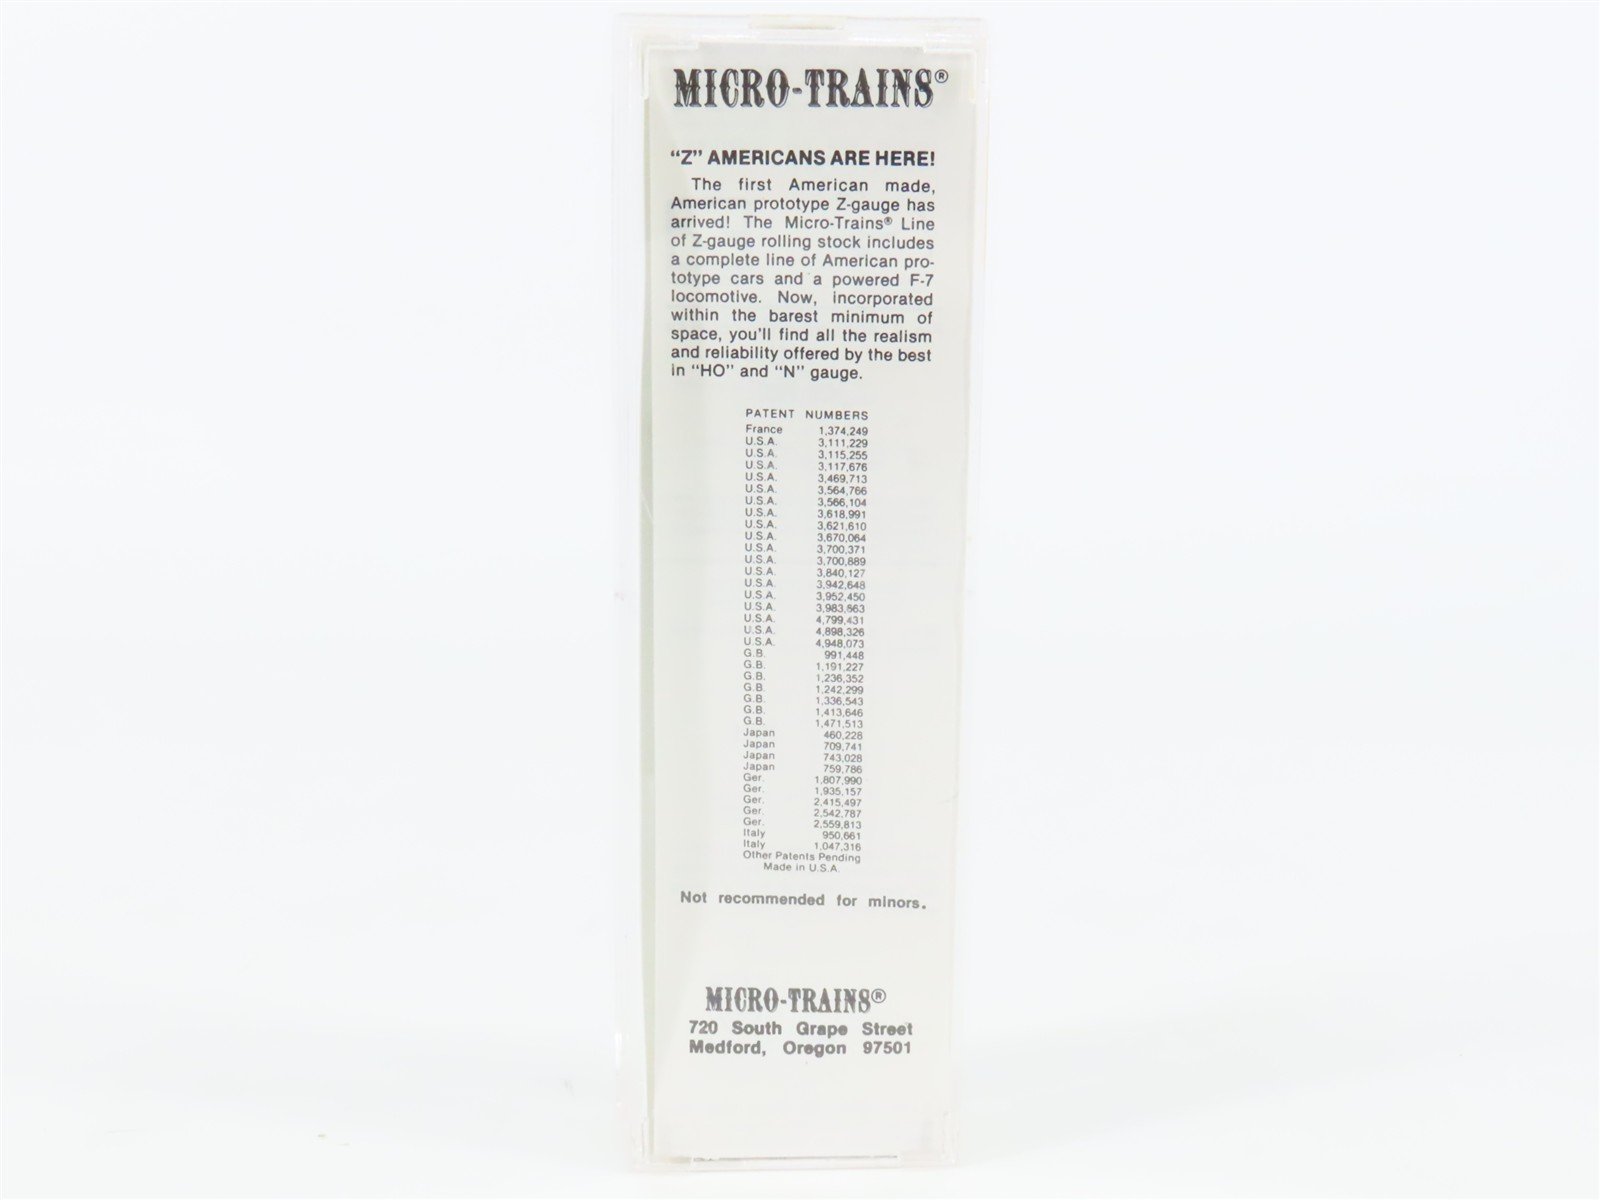 MICRO-TRAINS®
"Z" AMERICANS ARE HERE!
The first American made,
American prototype Z-gauge has
arrived! The Micro-Trains® Line
of Z-gauge rolling stock includes
a complete line of American pro-
totype cars and a powered F-7
locomotive. Now, incorporated
within the barest minimum of
space, you'll find all the realism
and reliability offered by the best
in "HO" and "N" gauge.
PATENT NUMBERS
France 1,374,249
U.S.A. 3,111,229
U.S.A. 3,115,255
U.S.A. 3,117,676
U.S.A. 3,469,713
U.S.A. 3,564,766
U.S.A. 3,566,104
U.S.A. 3,618,991
U.S.A. 3,621,610
U.S.A. 3,670,064
U.S.A. 3,700,371
U.S.A. 3,700,889
U.S.A. 3,840,127
U.S.A. 3,942,648
U.S.A. 3,952,450
U.S.A. 3,983,863
U.S.A. 4,799,431
U.S.A. 4,898,326
U.S.A. 4,948,073
G.B. 991,448
G.B. 1,191,227
G.B. 1,236,352
G.B. 1,242,299
G.B. 1,336,543
G.B. 1,413,646
G.B. 1,471,513
Japan 460,228
Japan 709,741
Japan 743,028
Japan 759,786
Ger. 1,807,990
Ger. 1,935,157
Ger. 2,415,497
Ger. 2,542,787
Ger. 2,559,813
Italy 950,661
Italy 1,047,316
Other Patents Pending
Made in U.S.A.
Not recommended for minors.
MICRO-TRAINS®
720 South Grape Street
Medford, Oregon 97501